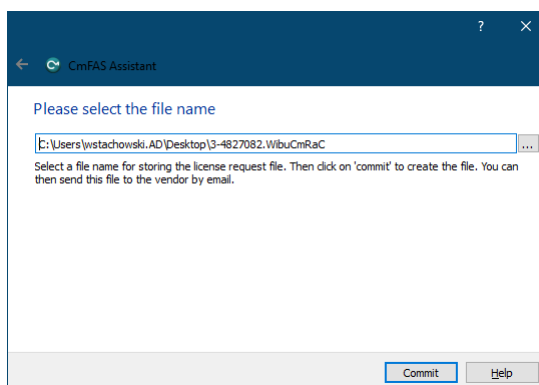 ?
CmFAS Assistant
Please select the file name
C:\Users\wstachowski.AD\Desktop\3-4827082.WibuCmRaC
...
Select a file name for storing the license request file. Then click on 'commit' to create the file. You can
then send this file to the vendor by email.
Commit
Help